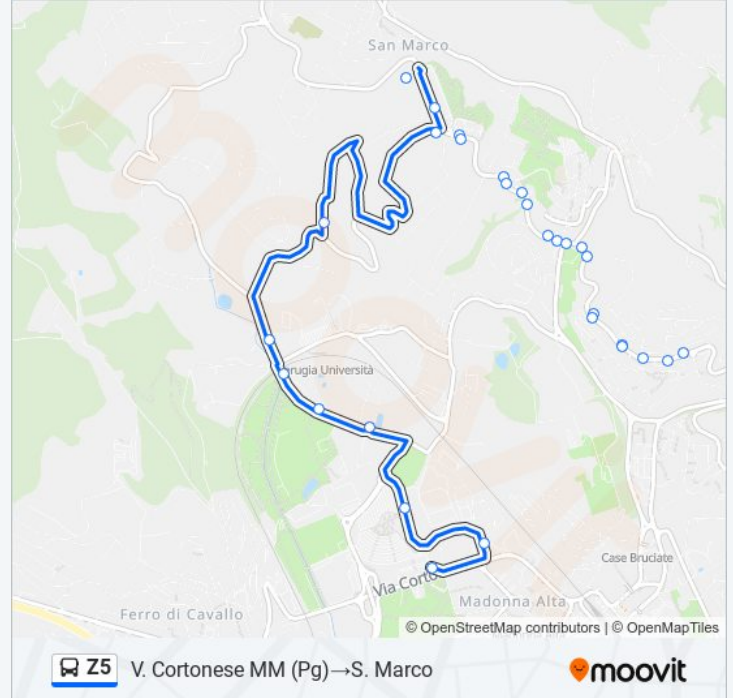 San Marco
rugia Università
Case Bruciate
Via Corto
Madonna Alta
Ferro di Cavallo
© OpenStreetMap contributors | © OpenMapTiles
Z5 V. Cortonese MM (Pg)→S. Marco
moovit